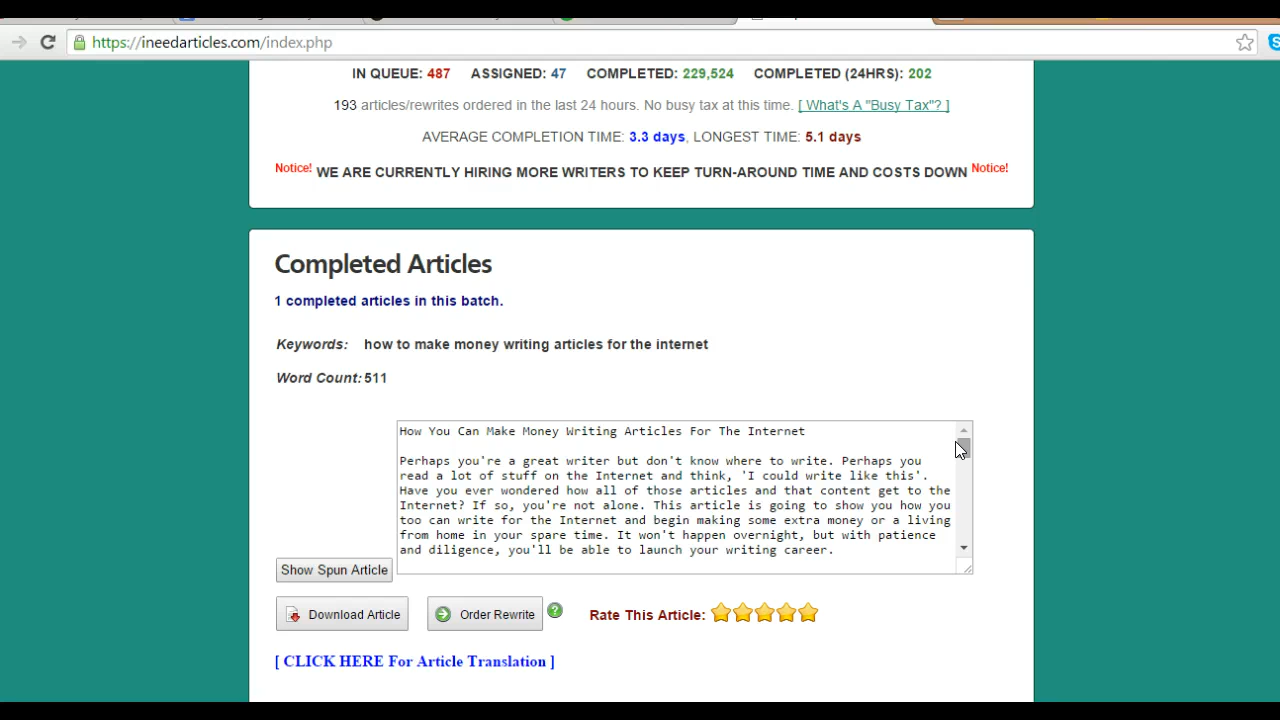 https://ineedarticles.com/index.php
IN QUEUE: 487 ASSIGNED: 47 COMPLETED: 229,524 COMPLETED (24HRS): 202
193 articles/rewrites ordered in the last 24 hours. No busy tax at this time. [ What's A "Busy Tax"? ]
AVERAGE COMPLETION TIME: 3.3 days, LONGEST TIME: 5.1 days
Notice! WE ARE CURRENTLY HIRING MORE WRITERS TO KEEP TURN-AROUND TIME AND COSTS DOWN Notice!
Completed Articles
1 completed articles in this batch.
Keywords: how to make money writing articles for the internet
Word Count: 511
How You Can Make Money Writing Articles For The Internet
Perhaps you're a great writer but don't know where to write. Perhaps you
read a lot of stuff on the Internet and think, 'I could write like this'.
Have you ever wondered how all of those articles and that content get to the
Internet? If so, you're not alone. This article is going to show you how you
too can write for the Internet and begin making some extra money or a living
from home in your spare time. It won't happen overnight, but with patience
and diligence, you'll be able to launch your writing career.
Show Spun Article
Download Article Order Rewrite ? Rate This Article:
[ CLICK HERE For Article Translation ]